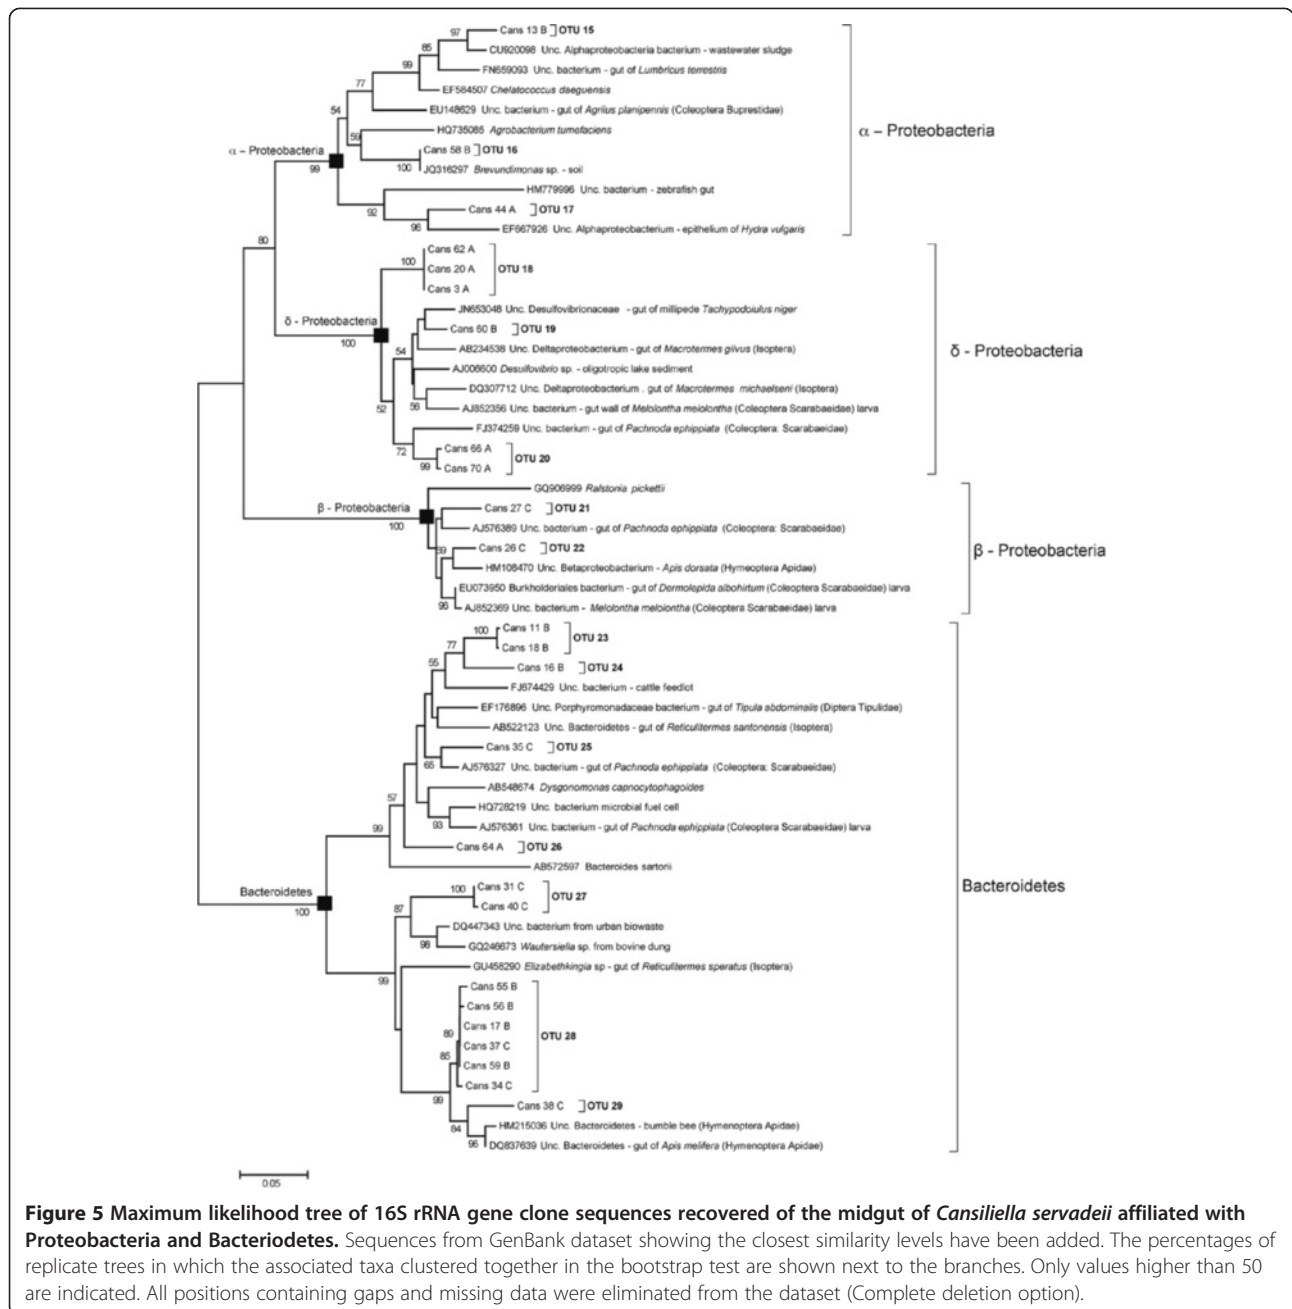 97
Cans 13 B ] OTU 15
85
CU920098 Unc. Alphaproteobacteria bacterium - wastewater sludge
99
FN659093 Unc. bacterium - gut of Lumbricus terrestris
77
EF584507 Chelatococcus daeguensis
54
EU148629 Unc. bacterium - gut of Agrilus planipennis (Coleoptera Buprestidae)
α – Proteobacteria
HQ735085 Agrobacterium tumefaciens
59
α – Proteobacteria
Cans 58 B ] OTU 16
99
100
JQ316297 Brevundimonas sp. - soil
HM779996 Unc. bacterium - zebrafish gut
92
Cans 44 A ] OTU 17
96
EF667926 Unc. Alphaproteobacterium - epithelium of Hydra vulgaris
80
Cans 62 A
100
Cans 20 A OTU 18
Cans 3 A
JN653048 Unc. Desulfovibrionaceae - gut of millipede Tachypodoiulus niger
δ - Proteobacteria
Cans 60 B ] OTU 19
100
54
AB234538 Unc. Deltaproteobacterium - gut of Macrotermes gilvus (Isoptera)
δ - Proteobacteria
AJ006600 Desulfovibrio sp. - oligotropic lake sediment
DQ307712 Unc. Deltaproteobacterium . gut of Macrotermes michaelseni (Isoptera)
52
56
AJ852356 Unc. bacterium - gut wall of Melolontha melolontha (Coleoptera Scarabaeidae) larva
FJ374259 Unc. bacterium - gut of Pachnoda ephippiata (Coleoptera: Scarabaeidae)
72
Cans 66 A
OTU 20
99
Cans 70 A
GQ906999 Ralstonia pickettii
β - Proteobacteria
Cans 27 C ] OTU 21
100
AJ576389 Unc. bacterium - gut of Pachnoda ephippiata (Coleoptera: Scarabaeidae)
Cans 26 C ] OTU 22
β - Proteobacteria
HM108470 Unc. Betaproteobacterium - Apis dorsata (Hymeoptera Apidae)
EU073950 Burkholderiales bacterium - gut of Dermolepida albohirtum (Coleoptera Scarabaeidae) larva
96
AJ852369 Unc. bacterium - Melolontha melolontha (Coleoptera Scarabaeidae) larva
100
Cans 11 B
OTU 23
77
Cans 18 B
55
Cans 16 B ] OTU 24
FJ674429 Unc. bacterium - cattle feedlot
EF176896 Unc. Porphyromonadaceae bacterium - gut of Tipula abdominalis (Diptera Tipulidae)
AB522123 Unc. Bacteroidetes - gut of Reticulitermes santonensis (Isoptera)
Cans 35 C ] OTU 25
65
AJ576327 Unc. bacterium - gut of Pachnoda ephippiata (Coleoptera: Scarabaeidae)
AB548674 Dysgonomonas capnocytophagoides
57
HQ728219 Unc. bacterium microbial fuel cell
93
AJ576361 Unc. bacterium - gut of Pachnoda ephippiata (Coleoptera Scarabaeidae) larva
99
Cans 64 A ] OTU 26
AB572597 Bacteroides sartorii
Bacteroidetes
Bacteroidetes
100
100
Cans 31 C
OTU 27
87
Cans 40 C
DQ447343 Unc. bacterium from urban biowaste
98
GQ246673 Wautersiella sp. from bovine dung
GU458290 Elizabethkingia sp - gut of Reticulitermes speratus (Isoptera)
99
Cans 55 B
Cans 56 B
89
Cans 17 B
OTU 28
Cans 37 C
85
Cans 59 B
Cans 34 C
99
Cans 38 C ] OTU 29
84
HM215036 Unc. Bacteroidetes - bumble bee (Hymenoptera Apidae)
96
DQ837639 Unc. Bacteroidetes - gut of Apis melifera (Hymenoptera Apidae)
0.05
Figure 5 Maximum likelihood tree of 16S rRNA gene clone sequences recovered of the midgut of Cansiliella servadeii affiliated with
Proteobacteria and Bacteriodetes. Sequences from GenBank dataset showing the closest similarity levels have been added. The percentages of
replicate trees in which the associated taxa clustered together in the bootstrap test are shown next to the branches. Only values higher than 50
are indicated. All positions containing gaps and missing data were eliminated from the dataset (Complete deletion option).